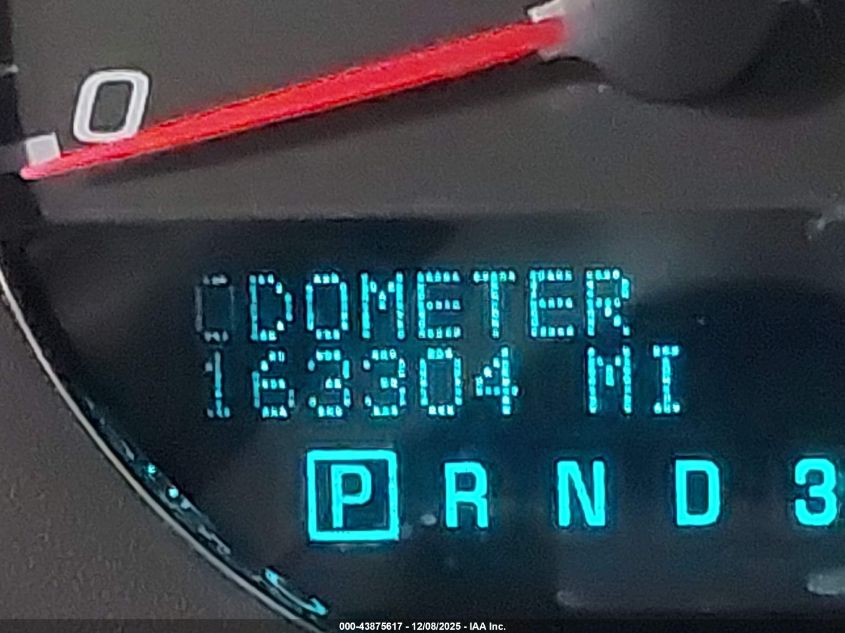 0
ODOMETER
163304 MI
P R N D 3
000-43875617 - 12/08/2025 - IAA Inc.